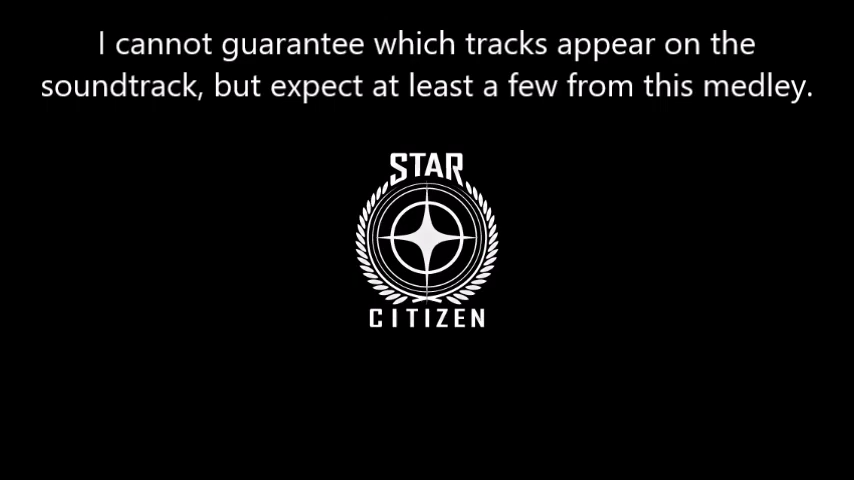 I cannot guarantee which tracks appear on the
soundtrack, but expect at least a few from this medley.
STAR
CITIZEN